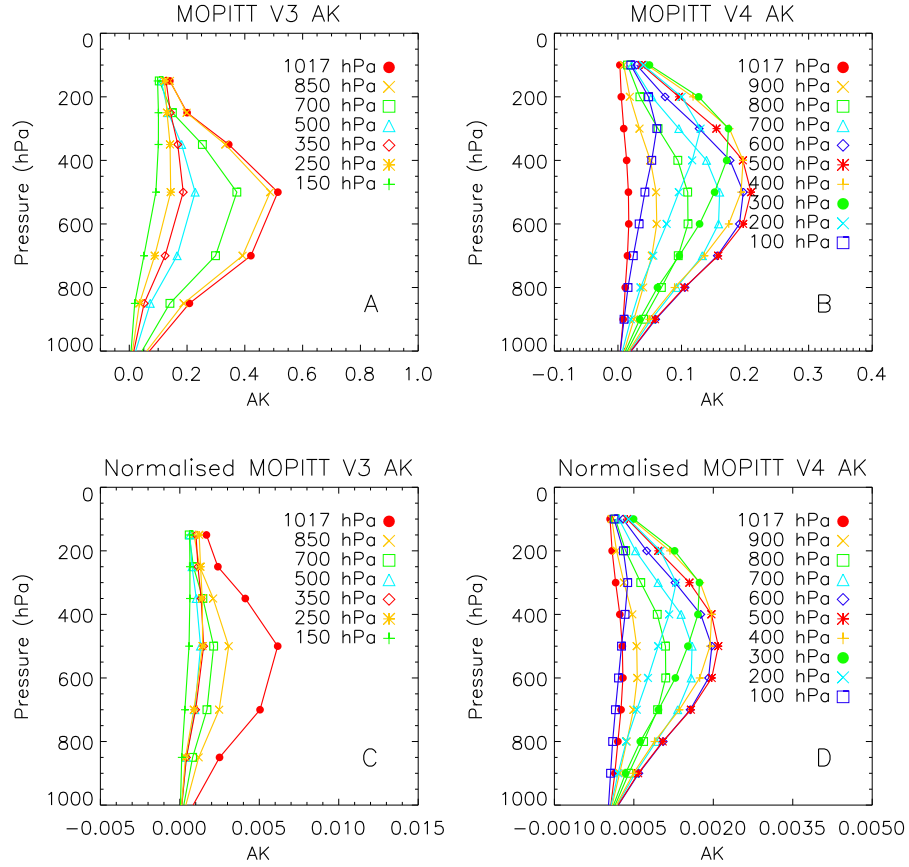 MOPITT V3 AK
0
200
400
600
800
1000
Pressure (hPa)
1017 hPa
850 hPa
700 hPa
500 hPa
350 hPa
250 hPa
150 hPa
A
0.0 0.2 0.4 0.6 0.8 1.0
AK
MOPITT V4 AK
0
200
400
600
800
1000
Pressure (hPa)
1017 hPa
900 hPa
800 hPa
700 hPa
600 hPa
500 hPa
400 hPa
300 hPa
200 hPa
100 hPa
B
-0.1 0.0 0.1 0.2 0.3 0.4
AK
Normalised MOPITT V3 AK
0
200
400
600
800
1000
Pressure (hPa)
1017 hPa
850 hPa
700 hPa
500 hPa
350 hPa
250 hPa
150 hPa
C
-0.005 0.000 0.005 0.010 0.015
AK
Normalised MOPITT V4 AK
0
200
400
600
800
1000
Pressure (hPa)
1017 hPa
900 hPa
800 hPa
700 hPa
600 hPa
500 hPa
400 hPa
300 hPa
200 hPa
100 hPa
D
-0.0010 0.0005 0.0020 0.0035 0.0050
AK